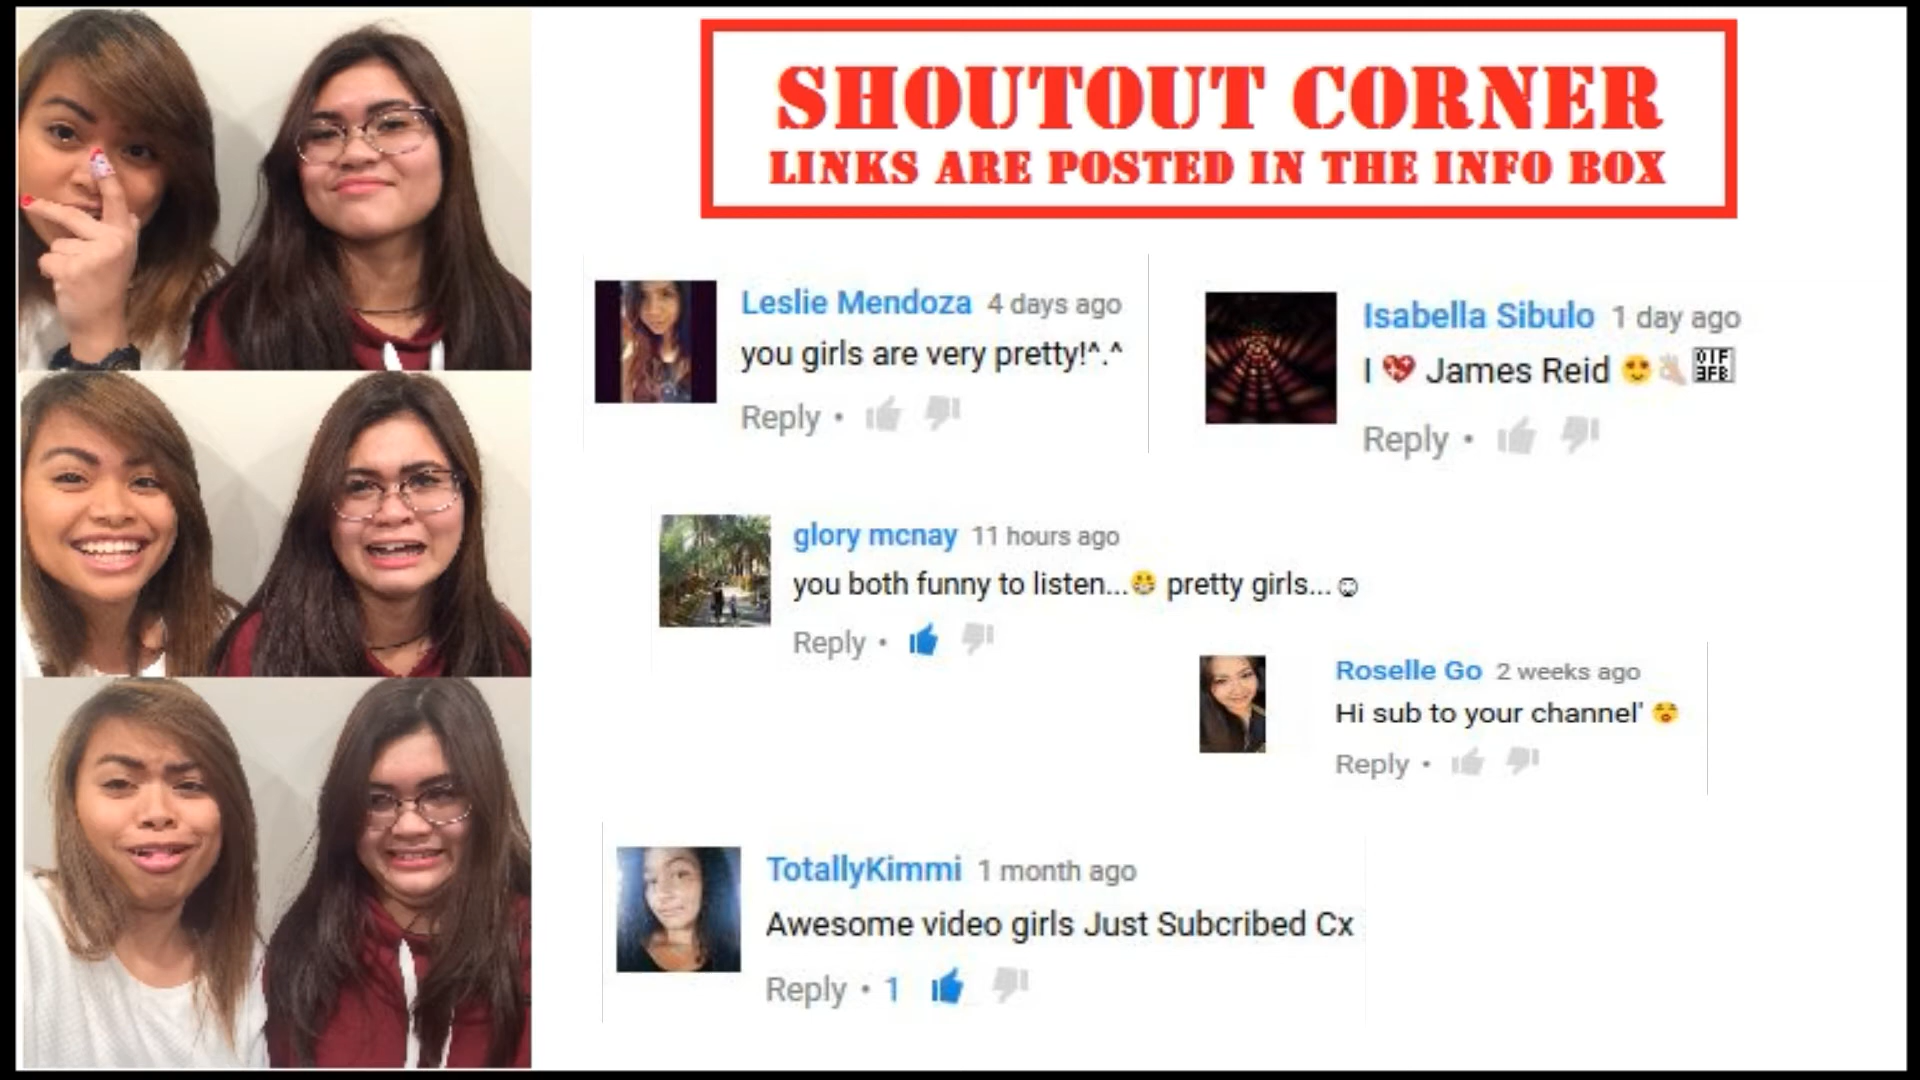 SHOUTOUT CORNER
LINKS ARE POSTED IN THE INFO BOX
Leslie Mendoza 4 days ago
you girls are very pretty!^.^
Reply •
Isabella Sibulo 1 day ago
I 💖 James Reid 😍👌🏻
Reply •
glory mcnay 11 hours ago
you both funny to listen...😁 pretty girls...☺
Reply •
Roselle Go 2 weeks ago
Hi sub to your channel' 😲
Reply •
TotallyKimmi 1 month ago
Awesome video girls Just Subcribed Cx
Reply • 1